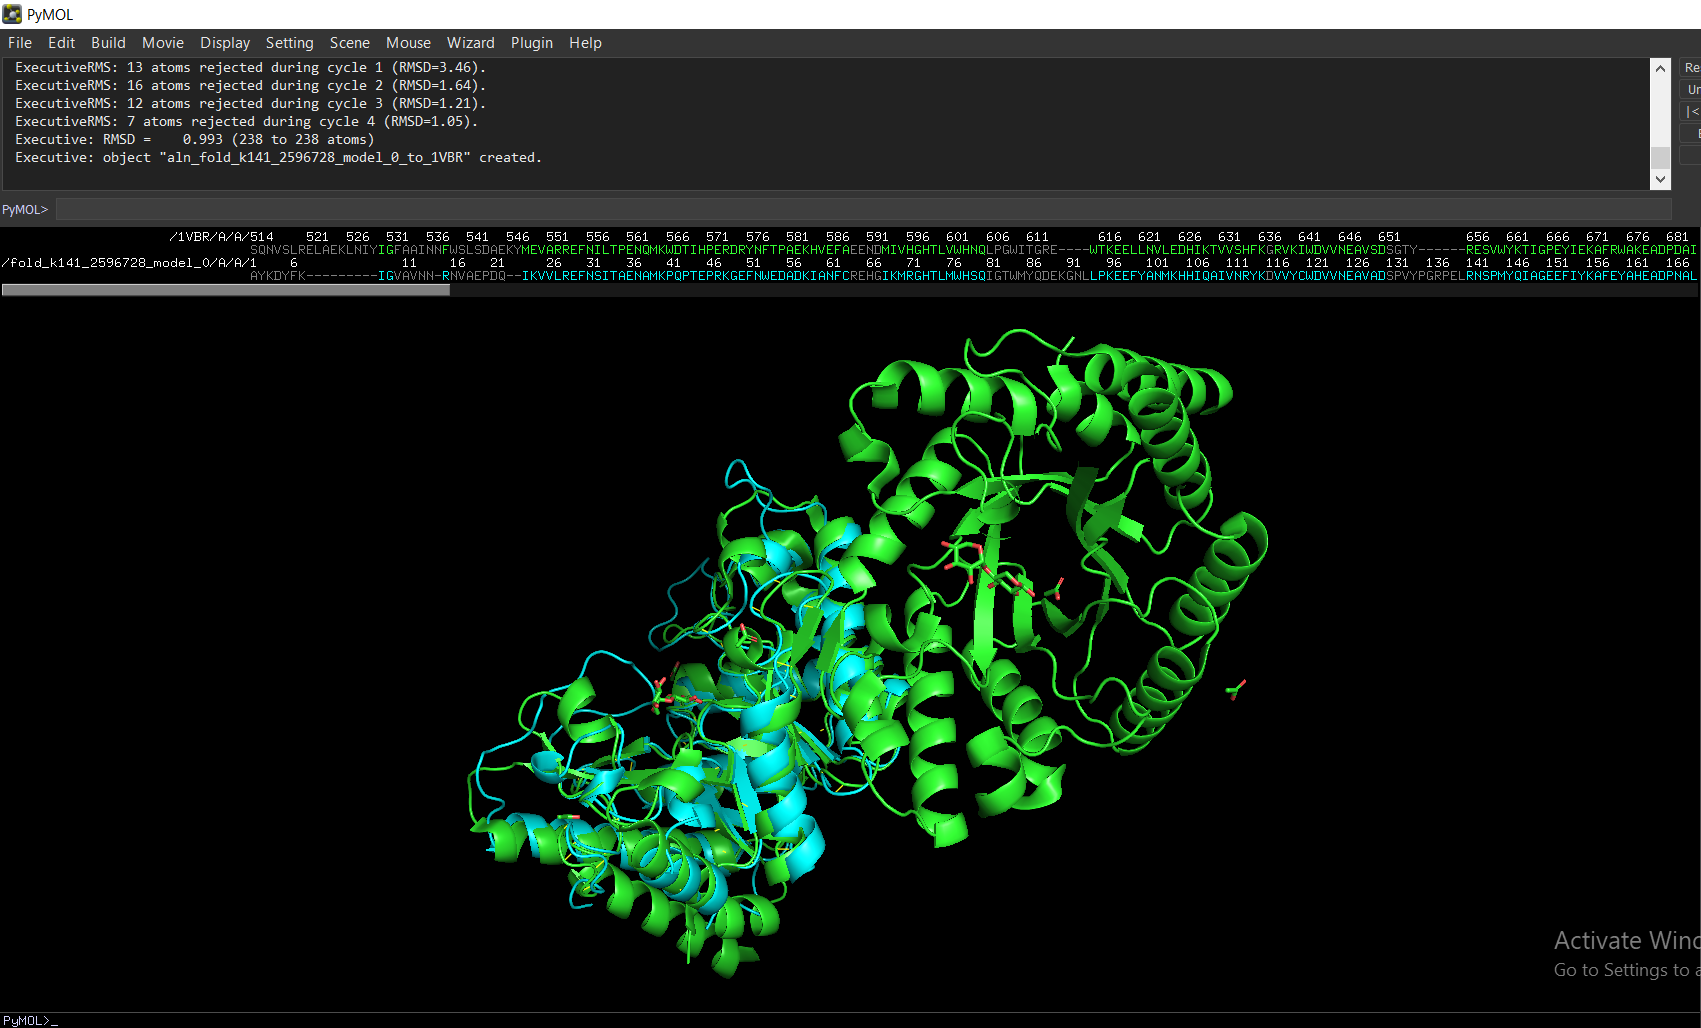 PyMOL
File Edit Build Movie Display Setting Scene Mouse Wizard Plugin Help
ExecutiveRMS: 13 atoms rejected during cycle 1 (RMSD=3.46).
ExecutiveRMS: 16 atoms rejected during cycle 2 (RMSD=1.64).
ExecutiveRMS: 12 atoms rejected during cycle 3 (RMSD=1.21).
ExecutiveRMS: 7 atoms rejected during cycle 4 (RMSD=1.05).
Executive: RMSD = 0.993 (238 to 238 atoms)
Executive: object "aln_fold_k141_2596728_model_0_to_1VBR" created.
Re
Un
|<
PyMOL>
/1VBR/A/A/514 521 526 531 536 541 546 551 556 561 566 571 576 581 586 591 596 601 606 611 616 621 626 631 636 641 646 651 656 661 666 671 676 681
SQNVSLRELAEKLNIYIGFAAINNFWSLSDAEKYMEVARREFNILTPENQMKWDTIHPERDRYNFTPAEKHVEFAEENDMIVHGHTLVWHNQLPGWITGRE----WTKEELLNVLEDHIKTVVSHFKGRVKIWDVVNEAVSDSGTY------RESVWYKTIGPEYIEKAFRWAKEADPDAI
/fold_k141_2596728_model_0/A/A/1 6 11 16 21 26 31 36 41 46 51 56 61 66 71 76 81 86 91 96 101 106 111 116 121 126 131 136 141 146 151 156 161 166
AYKDYFK---------IGVAVNN-RNVAEPDQ--IKVVLREFNSITAENAMKPQPTEPRKGEFNWEDADKIANFCREHGIKMRGHTLMWHSQIGTWMYQDEKGNLLPKEEFYANMKHHIQAIVNRYKDVVYCWDVVNEAVADSPVYPGRPELRNSPMYQIAGEEFIYKAFEYAHEADPNAL
Activate Winc
Go to Settings to a
PyMOL>_